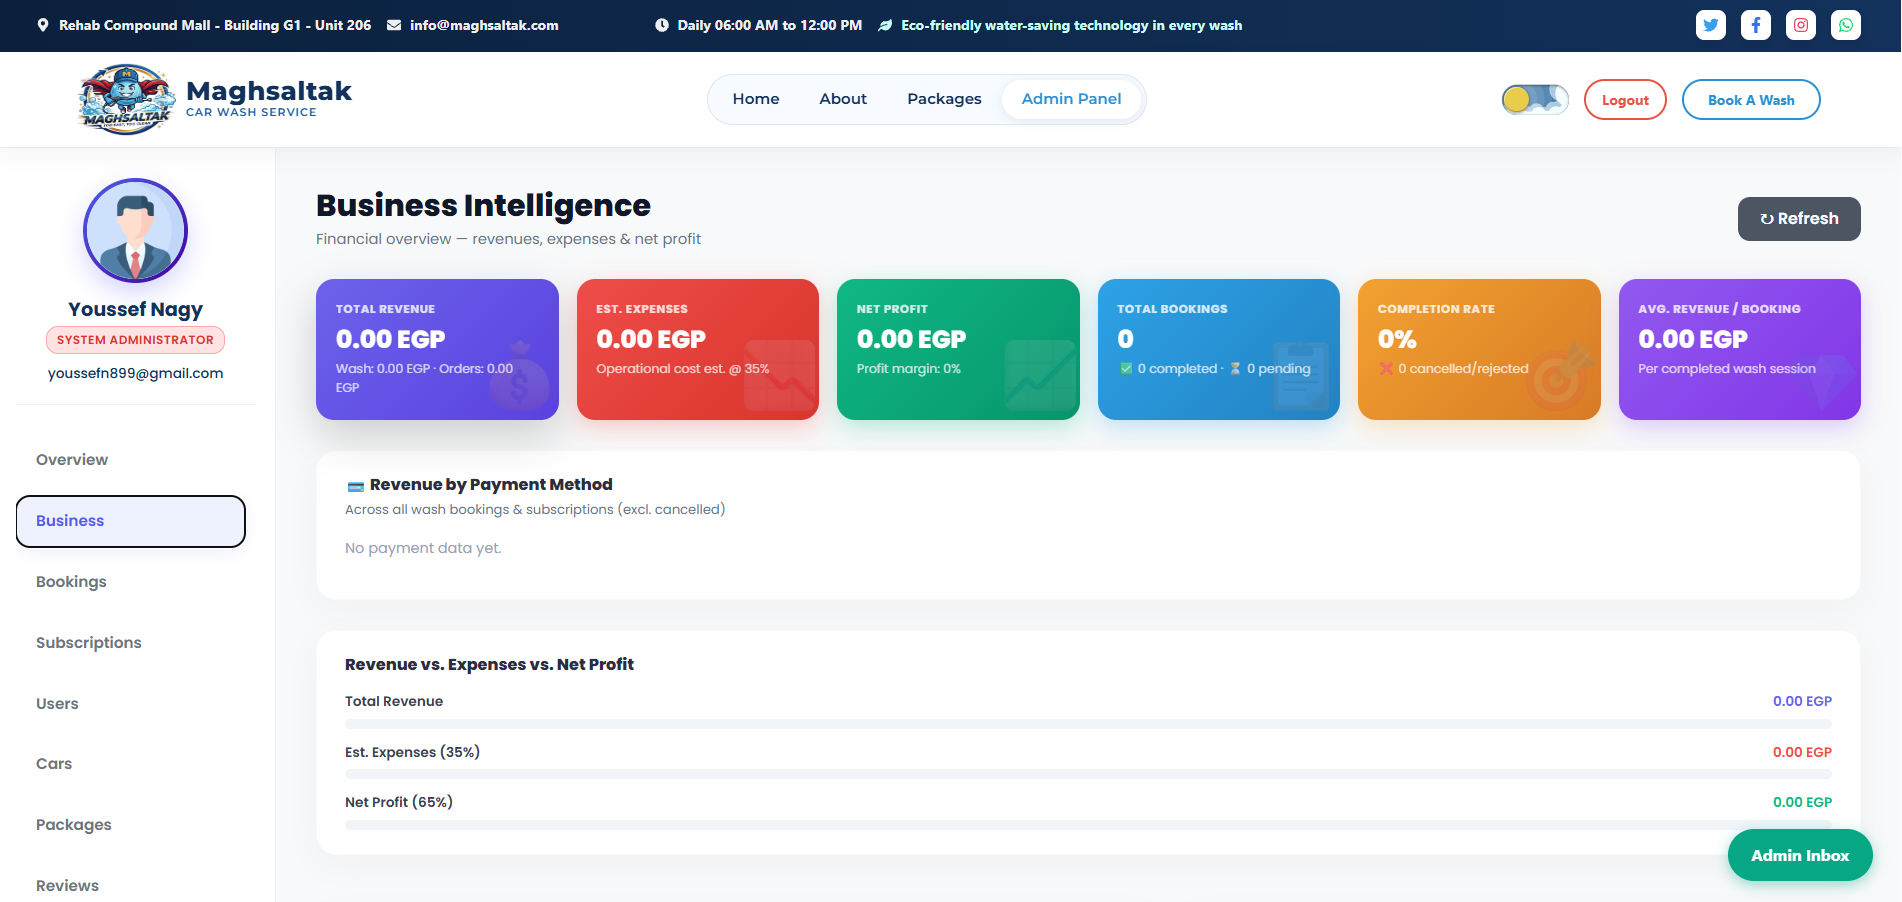 Rehab Compound Mall - Building G1 - Unit 206 info@maghsaltak.com Daily 06:00 AM to 12:00 PM Eco-friendly water-saving technology in every wash
MAGHSALTAK
Maghsaltak
CAR WASH SERVICE
Home About Packages Admin Panel
Logout Book A Wash
Youssef Nagy
SYSTEM ADMINISTRATOR
youssefn899@gmail.com
Overview
Business
Bookings
Subscriptions
Users
Cars
Packages
Reviews
Business Intelligence
Financial overview — revenues, expenses & net profit
↻ Refresh
TOTAL REVENUE
0.00 EGP
Wash: 0.00 EGP · Orders: 0.00
EGP
EST. EXPENSES
0.00 EGP
Operational cost est. @ 35%
NET PROFIT
0.00 EGP
Profit margin: 0%
TOTAL BOOKINGS
0
✅ 0 completed · ⏳ 0 pending
COMPLETION RATE
0%
❌ 0 cancelled/rejected
AVG. REVENUE / BOOKING
0.00 EGP
Per completed wash session
💳 Revenue by Payment Method
Across all wash bookings & subscriptions (excl. cancelled)
No payment data yet.
Revenue vs. Expenses vs. Net Profit
Total Revenue 0.00 EGP
Est. Expenses (35%) 0.00 EGP
Net Profit (65%) 0.00 EGP
Admin Inbox